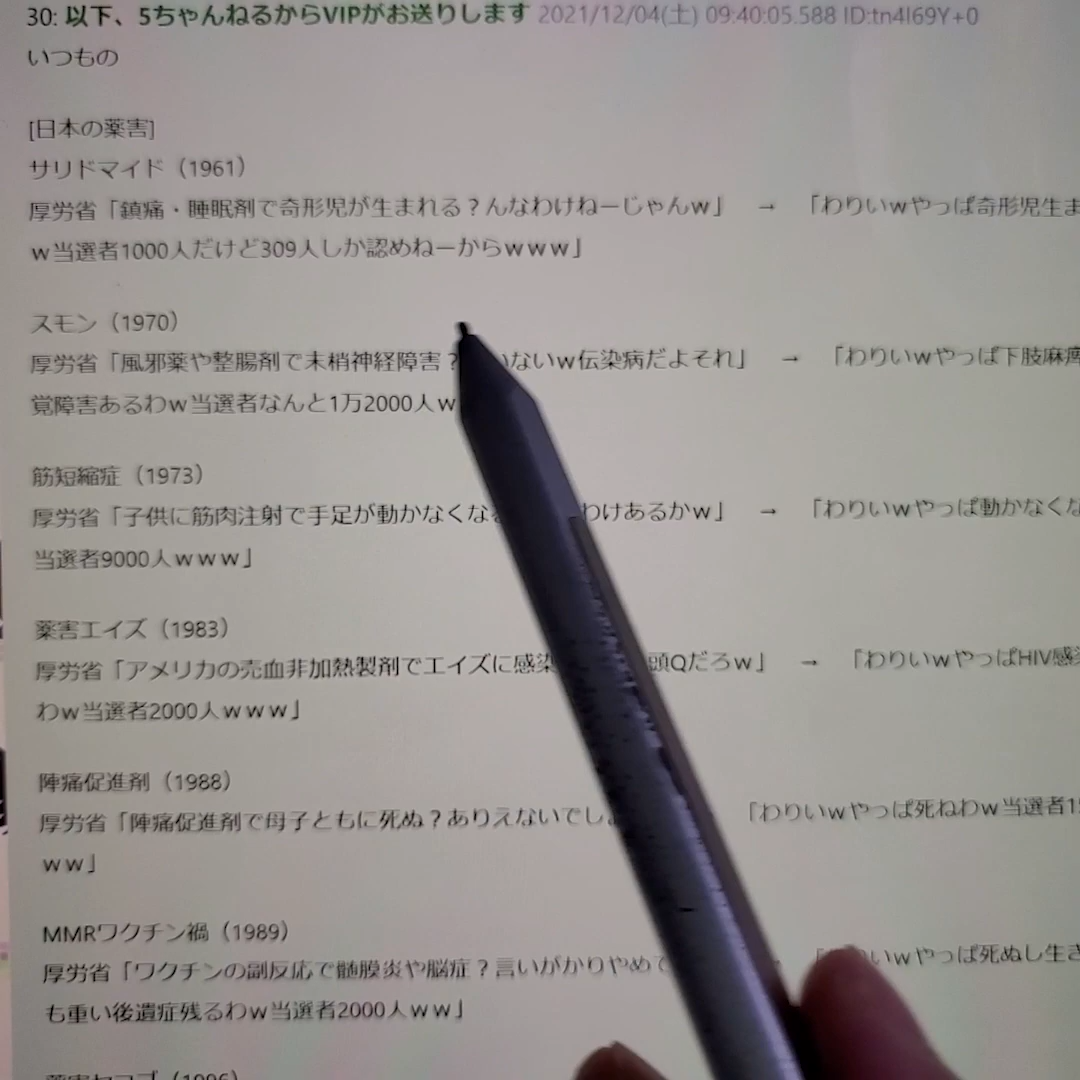 30: 以下、5ちゃんねるからVIPがお送りします 2021/12/04(土) 09:40:05.588 ID:tn4l69Y+0
いつもの
[日本の薬害]
サリドマイド（1961）
厚労省「鎮痛・睡眠剤で奇形児が生まれる？んなわけねーじゃんw」 → 「わりいwやっぱ奇形児生ま
w当選者1000人だけど309人しか認めねーからwww」
スモン（1970）
厚労省「風邪薬や整腸剤で末梢神経障害？ ないw伝染病だよそれ」 → 「わりいwやっぱ下肢麻痺
覚障害あるわw当選者なんと1万2000人w
筋短縮症（1973）
厚労省「子供に筋肉注射で手足が動かなくな わけあるかw」 → 「わりいwやっぱ動かなくな
当選者9000人www」
薬害エイズ（1983）
厚労省「アメリカの売血非加熱製剤でエイズに感染 頭Qだろw」 → 「わりいwやっぱHIV感染
わw当選者2000人www」
陣痛促進剤（1988）
厚労省「陣痛促進剤で母子ともに死ぬ？ありえないでし 「わりいwやっぱ死ねわw当選者1
ww」
MMRワクチン禍（1989）
厚労省「ワクチンの副反応で髄膜炎や脳症？言いがかりやめて いwやっぱ死ぬし生き
も重い後遺症残るわw当選者2000人ww」